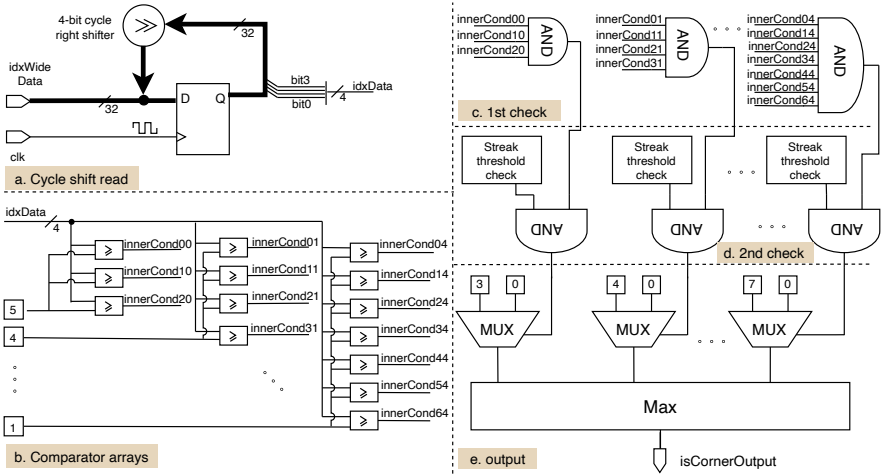 4-bit cycle
right shifter
>>
32
idxWide
Data
32
D
Q
bit3
bit0
4
idxData
clk
a. Cycle shift read
innerCond00
innerCond10
innerCond20
AND
innerCond01
innerCond11
innerCond21
innerCond31
AND
innerCond04
innerCond14
innerCond24
innerCond34
innerCond44
innerCond54
innerCond64
AND
c. 1st check
Streak
threshold
check
Streak
threshold
check
Streak
threshold
check
AND
AND
AND
d. 2nd check
idxData
4
⩾ innerCond00
⩾ innerCond10
⩾ innerCond20
⩾ innerCond01
⩾ innerCond11
⩾ innerCond21
⩾ innerCond31
⩾ innerCond04
⩾ innerCond14
⩾ innerCond24
⩾ innerCond34
⩾ innerCond44
⩾ innerCond54
⩾ innerCond64
5
4
1
b. Comparator arrays
3 0
MUX
4 0
MUX
7 0
MUX
Max
e. output
isCornerOutput